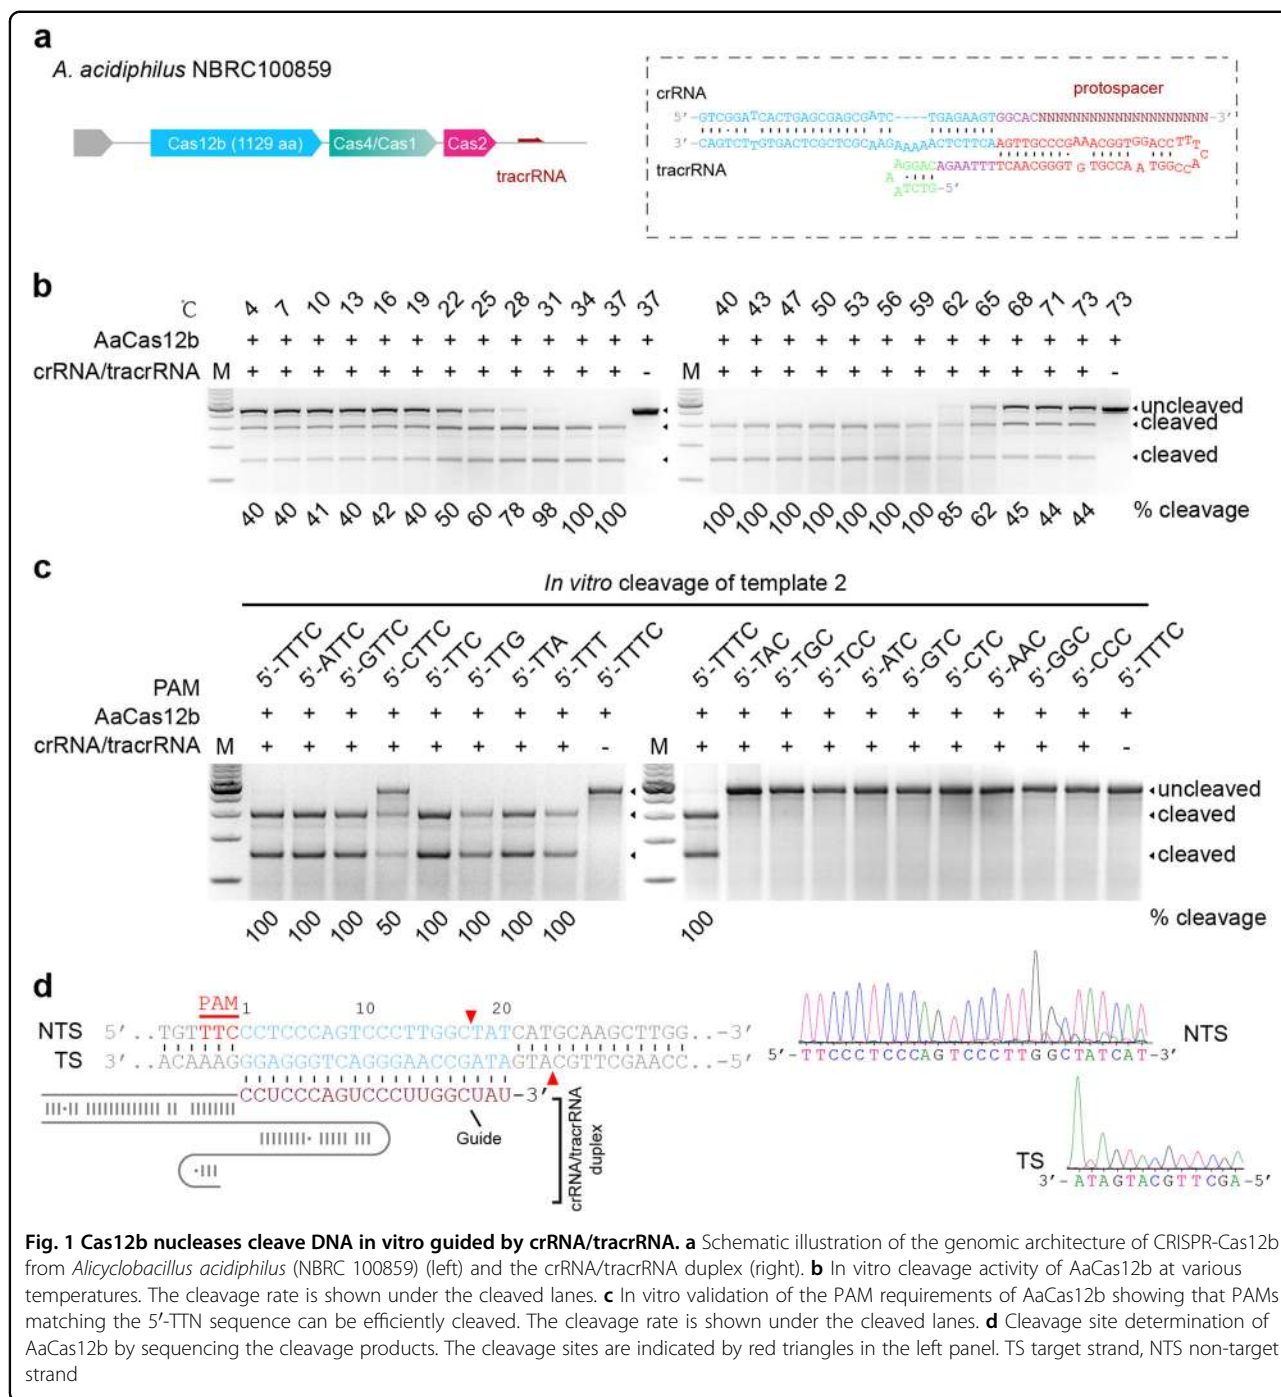 a
A. acidiphilus NBRC100859
Cas12b (1129 aa) Cas4/Cas1 Cas2
tracrRNA
protospacer
crRNA
5′-GTCGGATCACTGAGCGAGCGATC----TGAGAAGTGGCACNNNNNNNNNNNNNNNNNNNN-3′
3′-CAGTCTTGTGACTCGCTCGCAAGAAAAACTCTTCAAGTTGCCCGAAACGGTGGACCTTT
tracrRNA
AGGACAGAATTTTCAACGGGTGTGCCAATGGCCACT
AATCTG-5′
b
℃ 4 7 10 13 16 19 22 25 28 31 34 37 37 40 43 47 50 53 56 59 62 65 68 71 73 73
AaCas12b + + + + + + + + + + + + + + + + + + + + + + + + + +
crRNA/tracrRNA M + + + + + + + + + + + + - M + + + + + + + + + + + + -
uncleaved
cleaved
cleaved
40 40 41 40 42 40 50 60 78 98 100 100 100 100 100 100 100 100 100 85 62 45 44 44 % cleavage
c
In vitro cleavage of template 2
PAM 5′-TTTC 5′-ATTC 5′-GTTC 5′-CTTC 5′-TTC 5′-TTG 5′-TTA 5′-TTT 5′-TTTC 5′-TTTC 5′-TAC 5′-TGC 5′-TCC 5′-ATC 5′-GTC 5′-CTC 5′-AAC 5′-GGC 5′-CCC 5′-TTTC
AaCas12b + + + + + + + + + + + + + + + + + + + +
crRNA/tracrRNA M + + + + + + + + - M + + + + + + + + + + -
uncleaved
cleaved
cleaved
100 100 100 50 100 100 100 100 100 % cleavage
d
PAM 1 10 20
NTS 5′..TGTTTCCCTCCCAGTCCCTTGGCTATCATGCAAGCTTGG..-3′
TS 3′..ACAAAGGGAGGGTCAGGGAACCGATAGTACGTTCGAACC..-5′
CCUCCCAGUCCCUUGGCUAU-3′
Guide
crRNA/tracrRNA
duplex
NTS
5′-TTCCCTCCCAGTCCCTTGGCTATCAT-3′
TS
3′-ATAGTACGTTCGA-5′
Fig. 1 Cas12b nucleases cleave DNA in vitro guided by crRNA/tracrRNA. a Schematic illustration of the genomic architecture of CRISPR-Cas12b
from Alicyclobacillus acidiphilus (NBRC 100859) (left) and the crRNA/tracrRNA duplex (right). b In vitro cleavage activity of AaCas12b at various
temperatures. The cleavage rate is shown under the cleaved lanes. c In vitro validation of the PAM requirements of AaCas12b showing that PAMs
matching the 5′-TTN sequence can be efficiently cleaved. The cleavage rate is shown under the cleaved lanes. d Cleavage site determination of
AaCas12b by sequencing the cleavage products. The cleavage sites are indicated by red triangles in the left panel. TS target strand, NTS non-target
strand